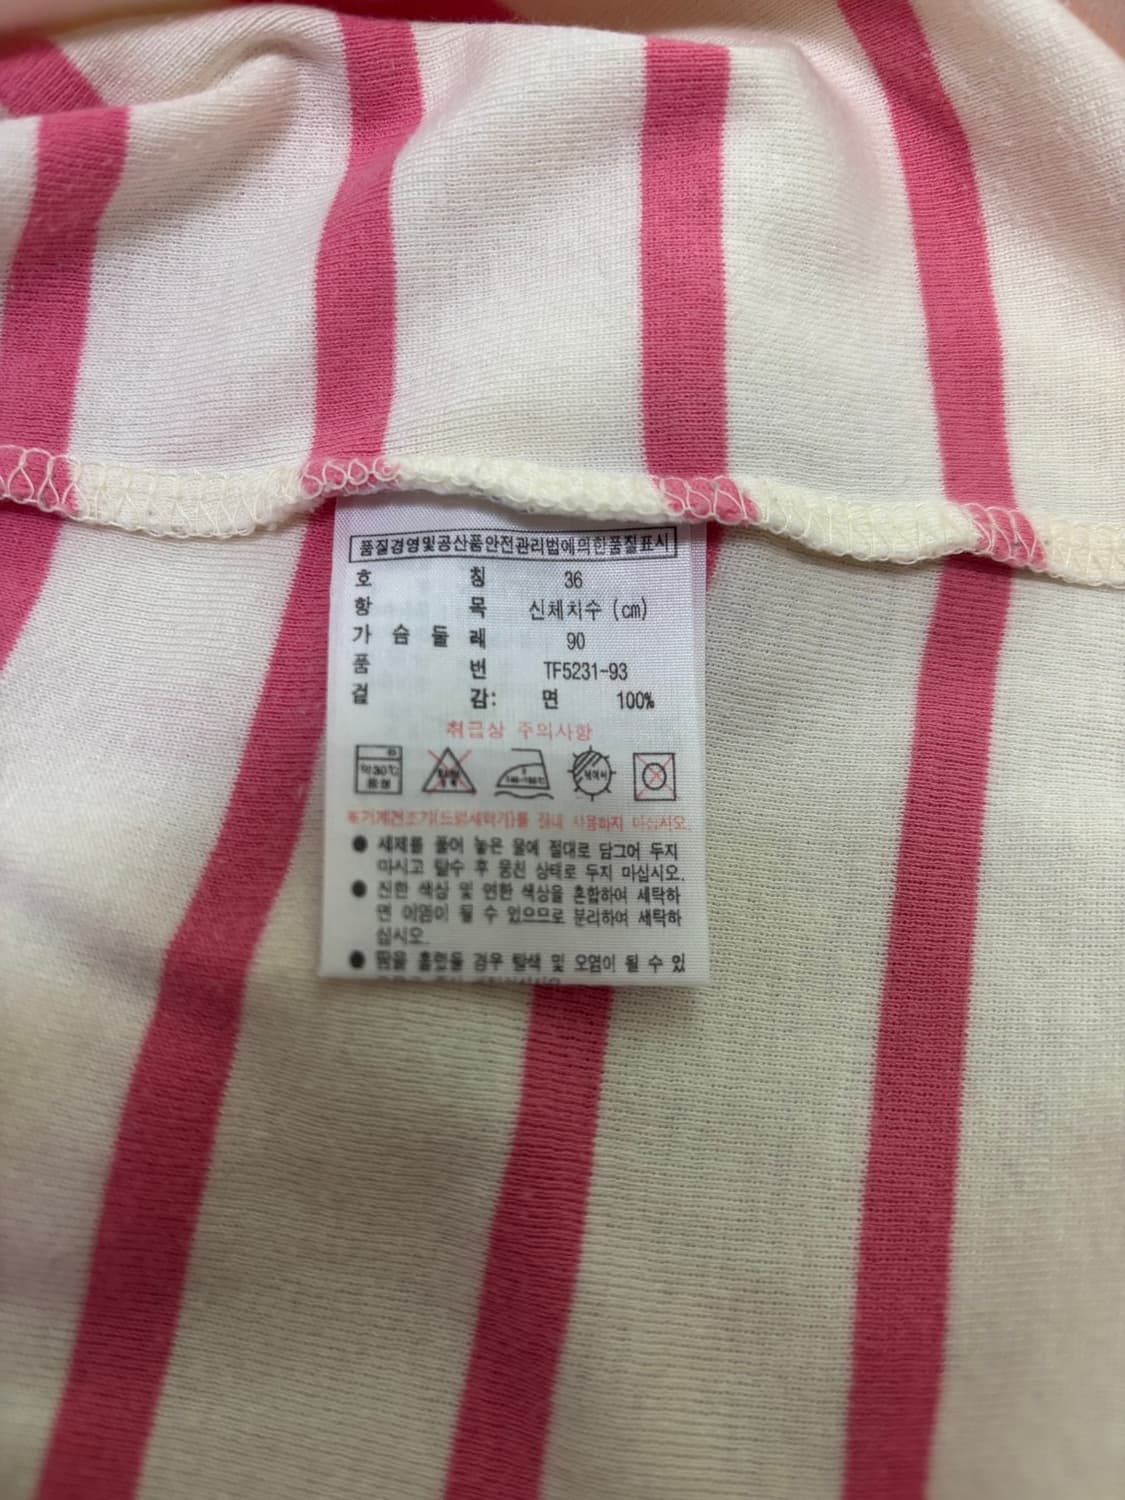 품질경영및공산품안전관리법에의한품질표시
호 칭 36
항 목 신체치수 (cm)
가 슴 둘 레 90
품 번 TF5231-93
겉 감: 면 100%
취급상 주의사항
약30℃
중성
※기계건조기(드럼세탁기)를 절대 사용하지 마십시오.
● 세제를 풀어 놓은 물에 절대로 담그어 두지
마시고 탈수 후 뭉친 상태로 두지 마십시오.
● 진한 색상 및 연한 색상을 혼합하여 세탁하
면 이염이 될 수 있으므로 분리하여 세탁하
십시오.
● 땀을 흘렸을 경우 탈색 및 오염이 될 수 있